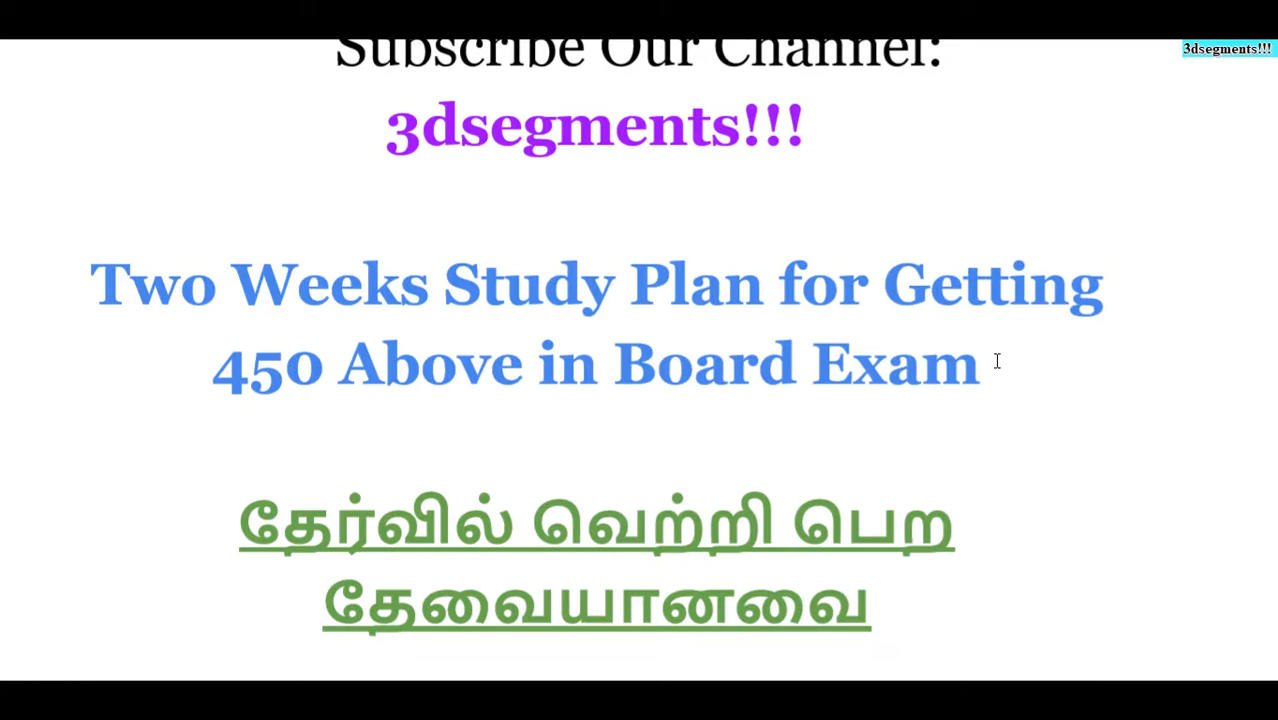 Subscribe Our Channel:
3dsegments!!!
3dsegments!!!
Two Weeks Study Plan for Getting
450 Above in Board Exam
தேர்வில் வெற்றி பெற
தேவையானவை